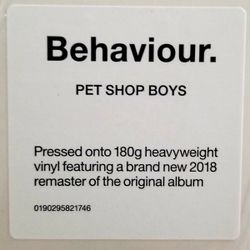 Behaviour.
PET SHOP BOYS
Pressed onto 180g heavyweight
vinyl featuring a brand new 2018
remaster of the original album
0190295821746